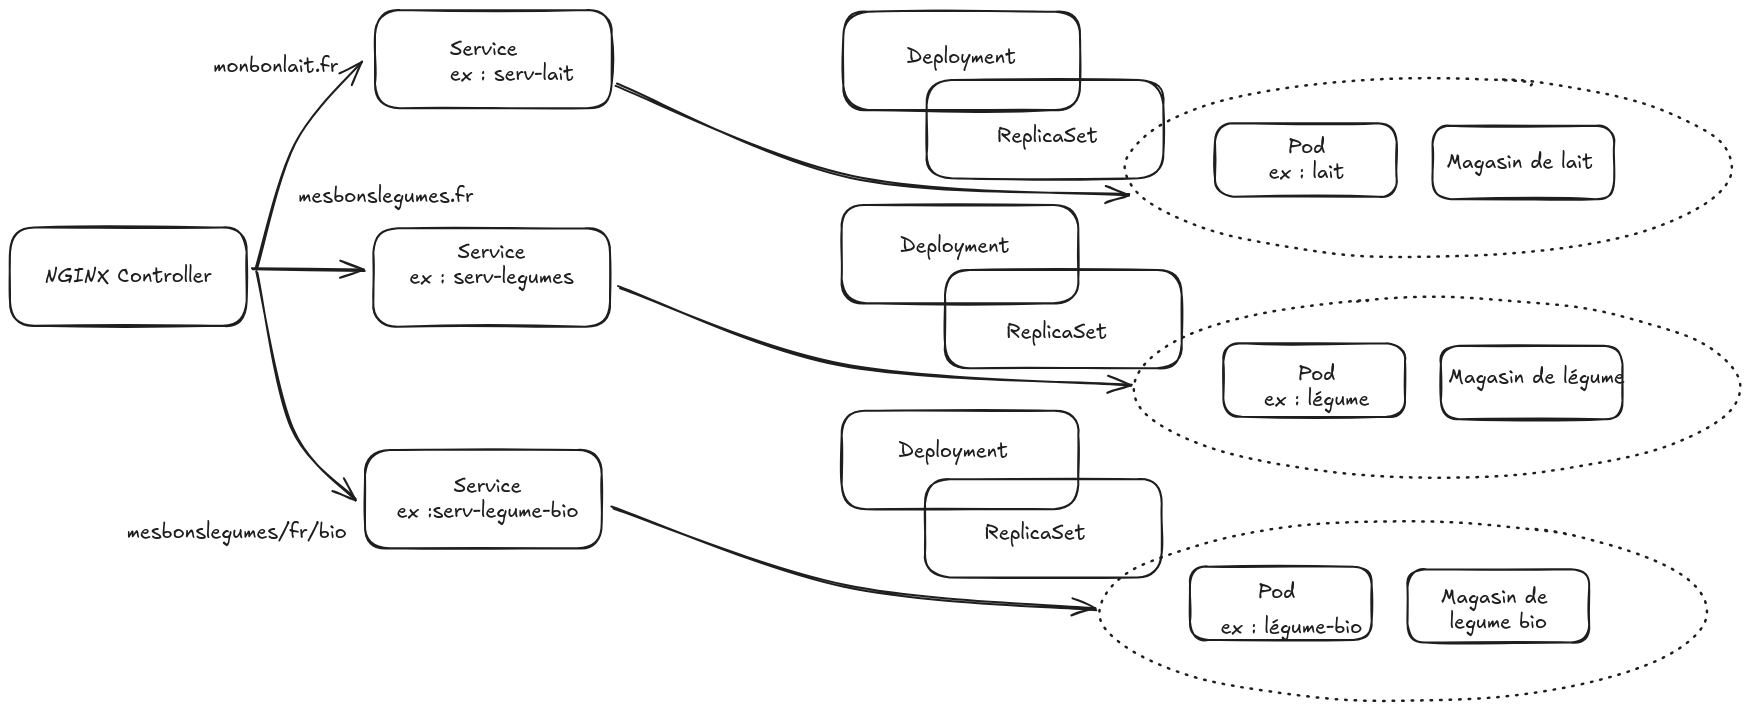 monbonlait.fr
Service
ex : serv-lait
Deployment
ReplicaSet
Pod
ex : lait
Magasin de lait
mesbonslegumes.fr
NGINX Controller
Service
ex : serv-legumes
Deployment
ReplicaSet
Pod
ex : légume
Magasin de légume
mesbonslegumes/fr/bio
Service
ex :serv-legume-bio
Deployment
ReplicaSet
Pod
ex : légume-bio
Magasin de
legume bio